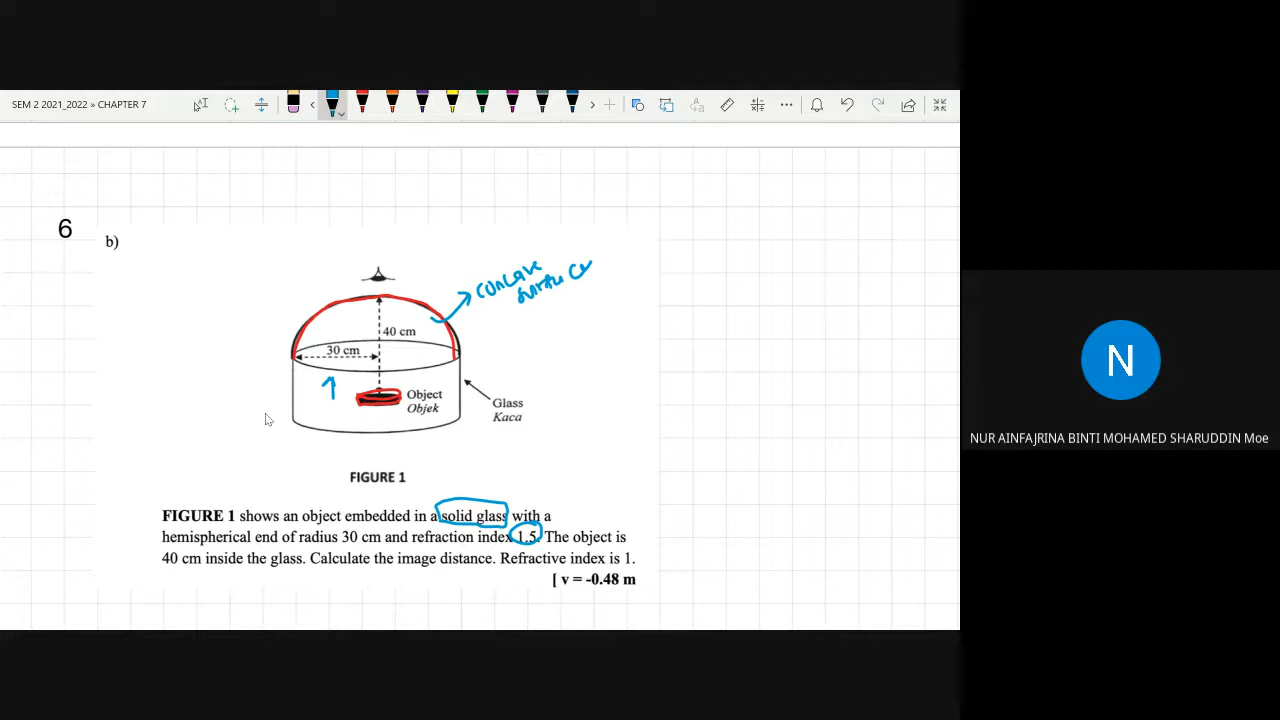 SEM 2 2021_2022 » CHAPTER 7
6
b)
concave
surface
40 cm
30 cm
Object
Objek
Glass
Kaca
FIGURE 1
FIGURE 1 shows an object embedded in a solid glass with a
hemispherical end of radius 30 cm and refraction index 1.5. The object is
40 cm inside the glass. Calculate the image distance. Refractive index is 1.
[ v = -0.48 m
N
NUR AINFAJRINA BINTI MOHAMED SHARUDDIN Moe